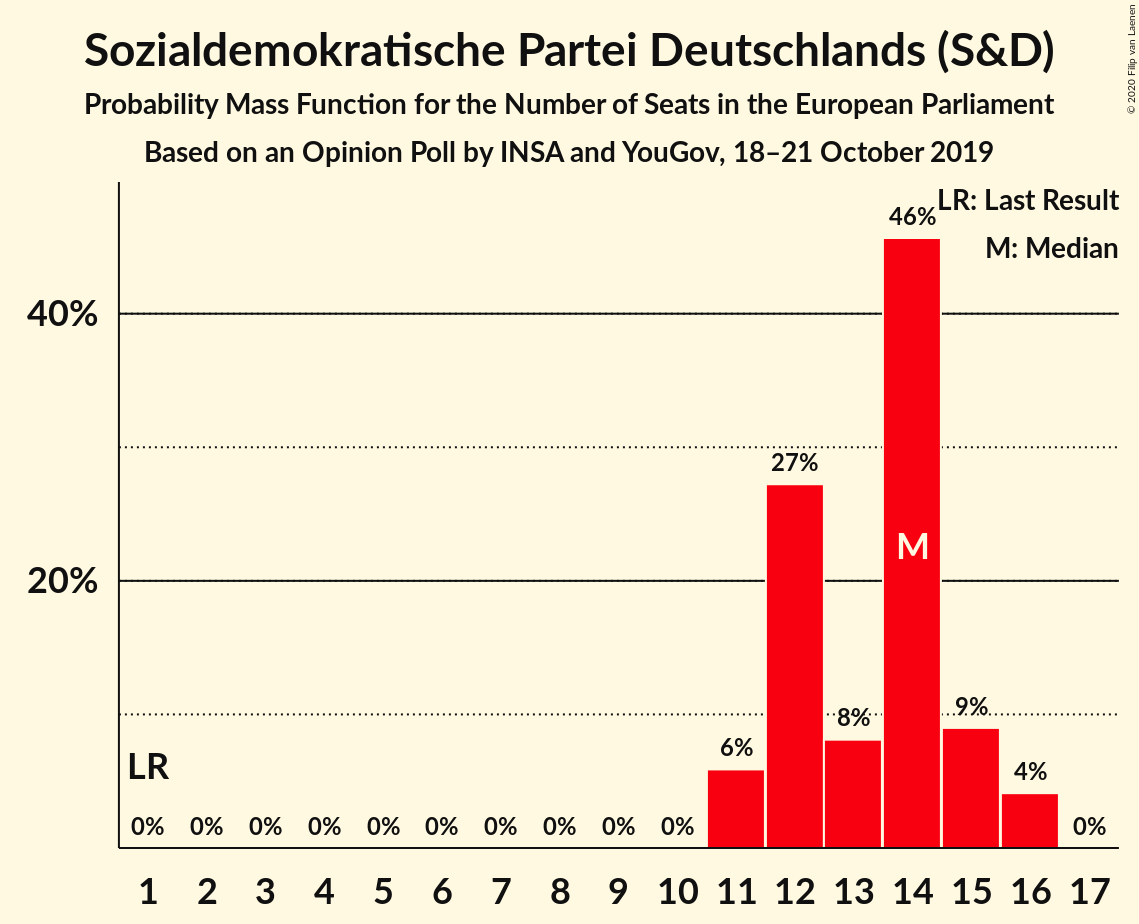 Sozialdemokratische Partei Deutschlands (S&D)
Probability Mass Function for the Number of Seats in the European Parliament
Based on an Opinion Poll by INSA and YouGov, 18–21 October 2019
© 2020 Filip van Laenen
LR: Last Result
M: Median
46%
40%
27%
M
20%
8%
9%
6%
4%
LR
0% 0% 0% 0% 0% 0% 0% 0% 0% 0% 0%
1 2 3 4 5 6 7 8 9 10 11 12 13 14 15 16 17